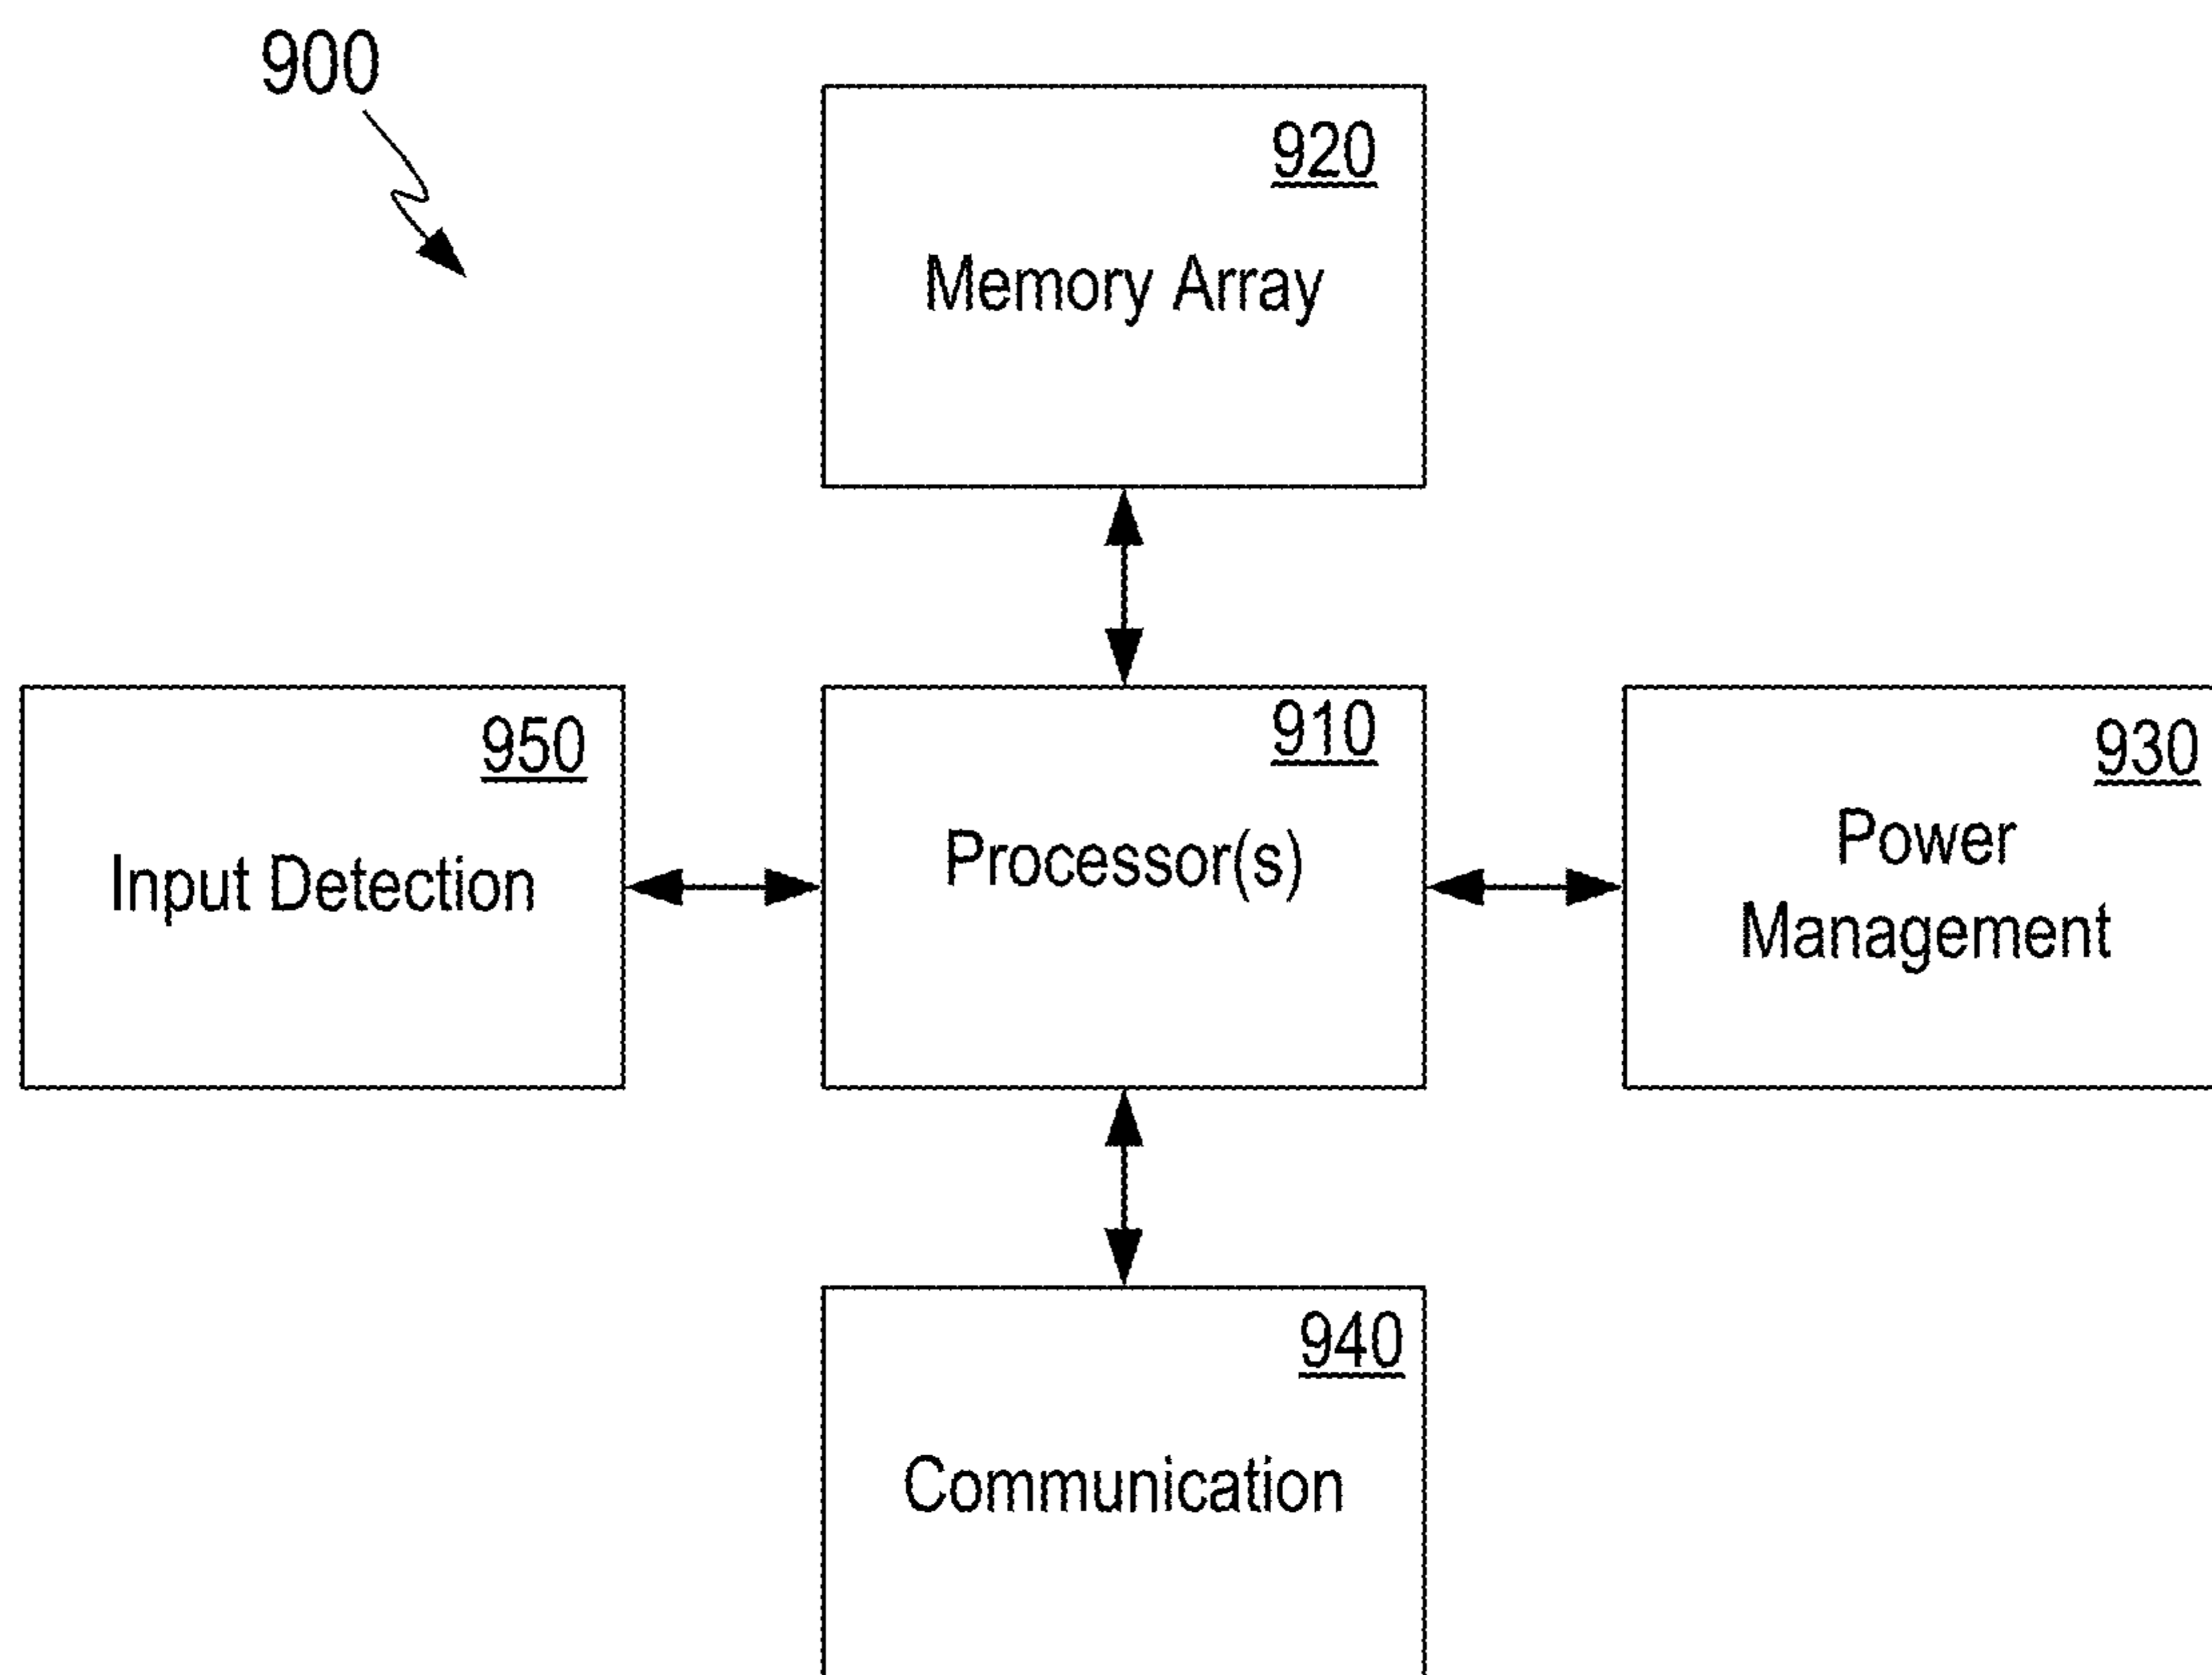 900
920
Memory Array
950
Input Detection
910
Processor(s)
930
Power
Management
940
Communication